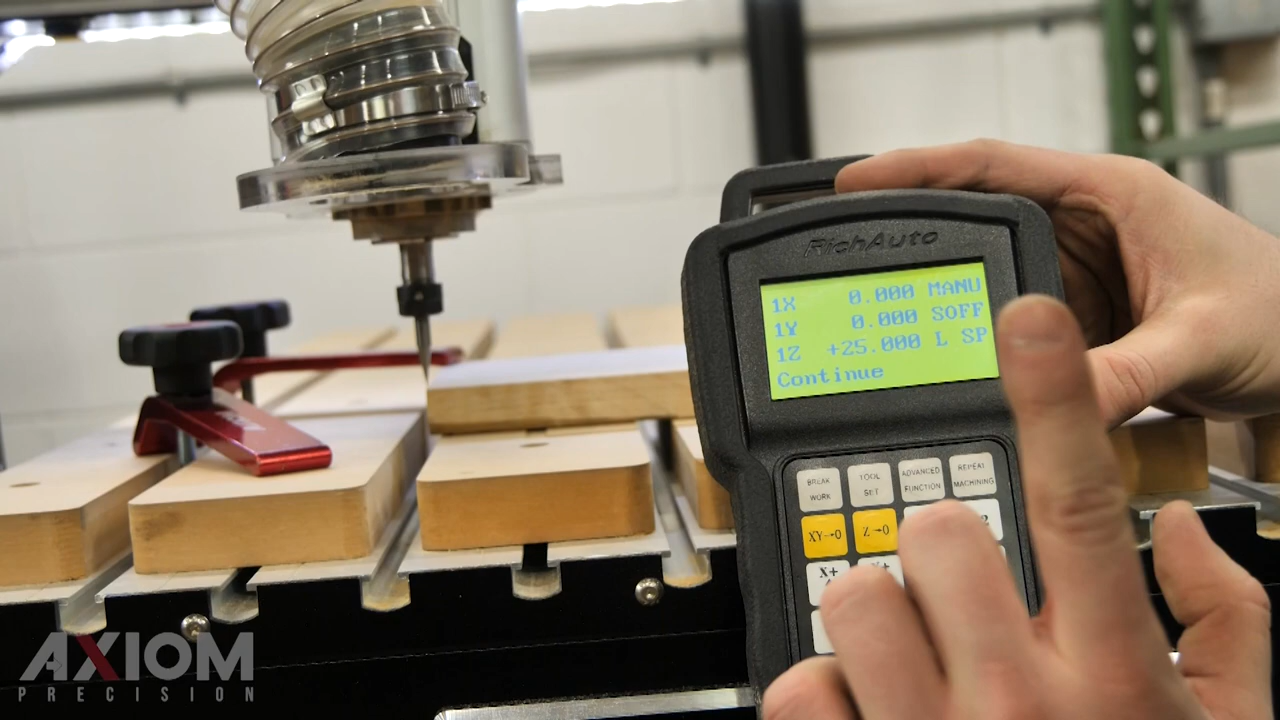 RichAuto
1X 0.000 MANU
1Y 0.000 SOFF
1Z +25.000 L SP
Continue
BREAK WORK
TOOL SET
ADVANCED FUNCTION
REPEAT MACHINING
XY→0
Z→0
2
X+
AXIOM
PRECISION